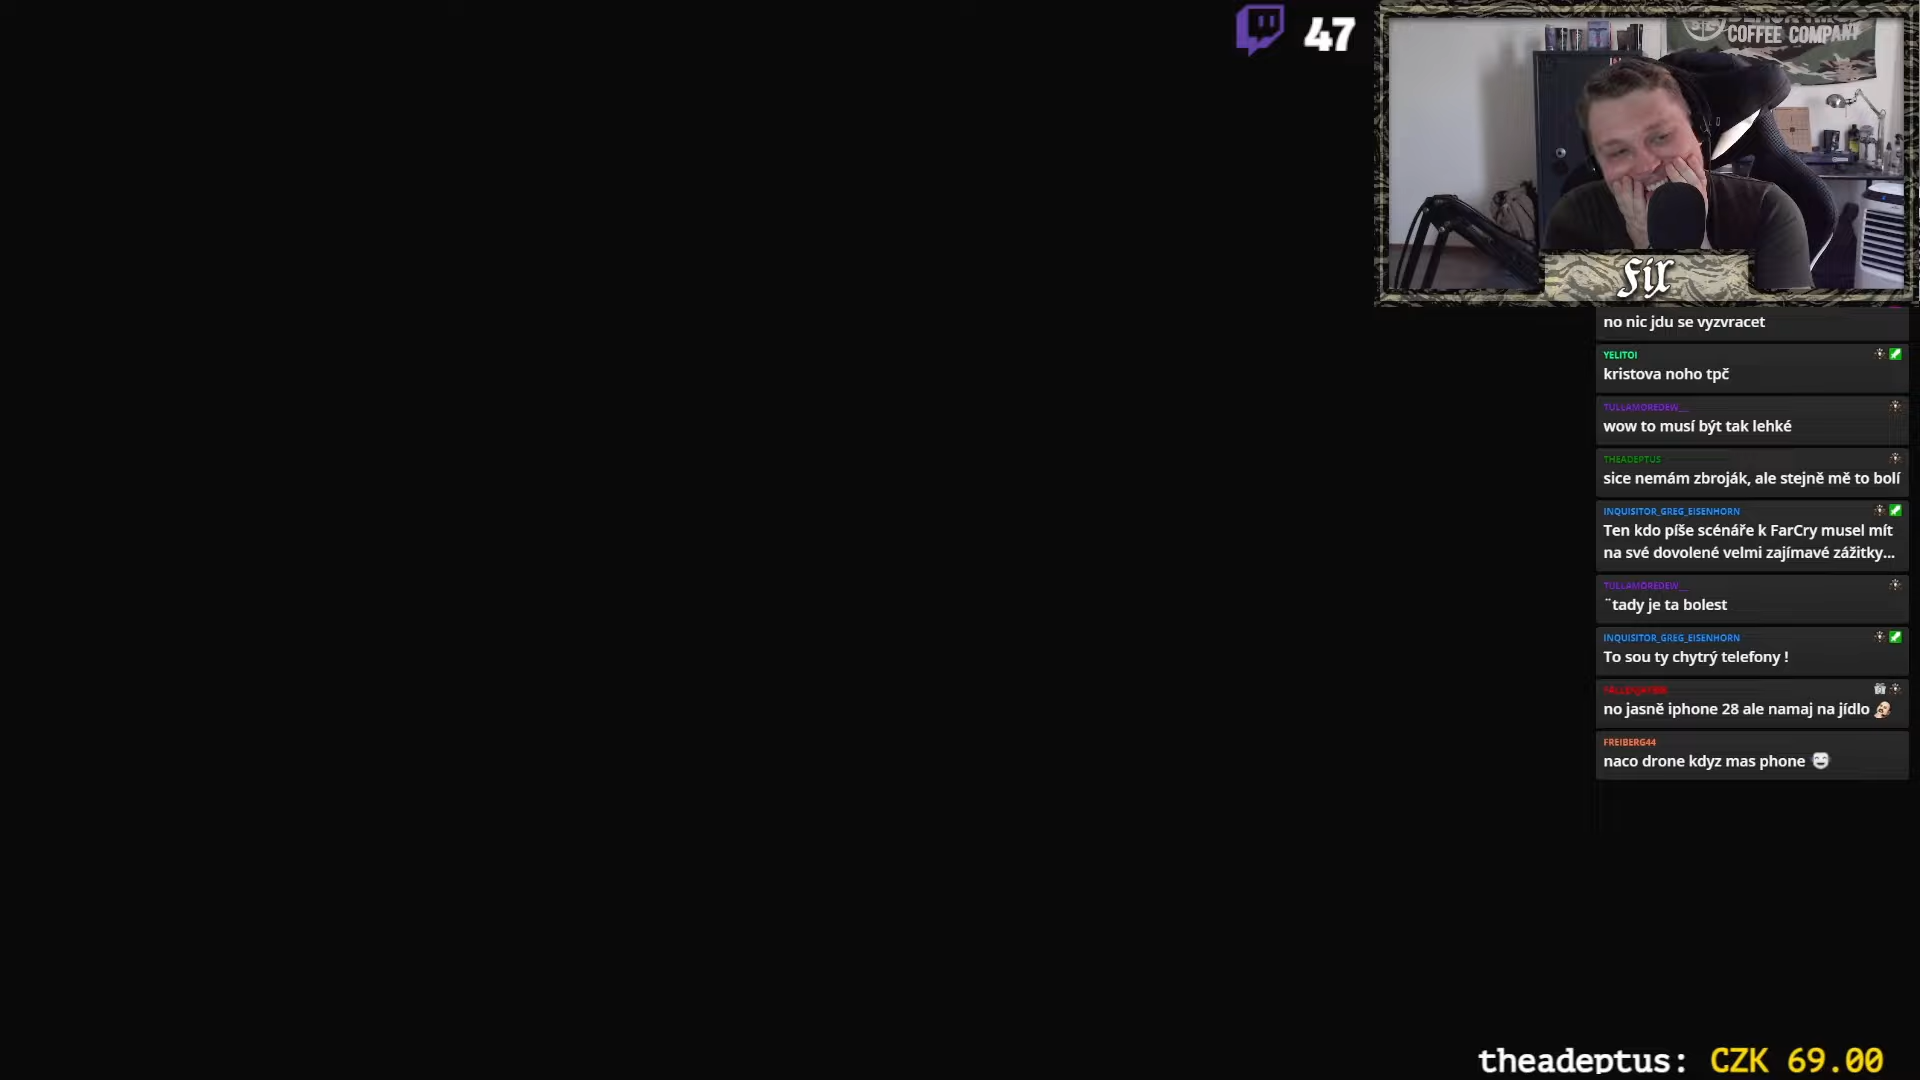 47
COFFEE COMPANY
Fix
no nic jdu se vyzvracet
YELITOI
kristova noho tpč
TULLAMOREDEW__
wow to musí být tak lehké
THEADEPTUS
sice nemám zbroják, ale stejně mě to bolí
INQUISITOR_GREG_EISENHORN
Ten kdo píše scénáře k FarCry musel mít
na své dovolené velmi zajímavé zážitky...
TULLAMOREDEW__
¨tady je ta bolest
INQUISITOR_GREG_EISENHORN
To sou ty chytrý telefony !
no jasně iphone 28 ale namaj na jídlo
FREIBERG44
naco drone kdyz mas phone
theadeptus: CZK 69.00